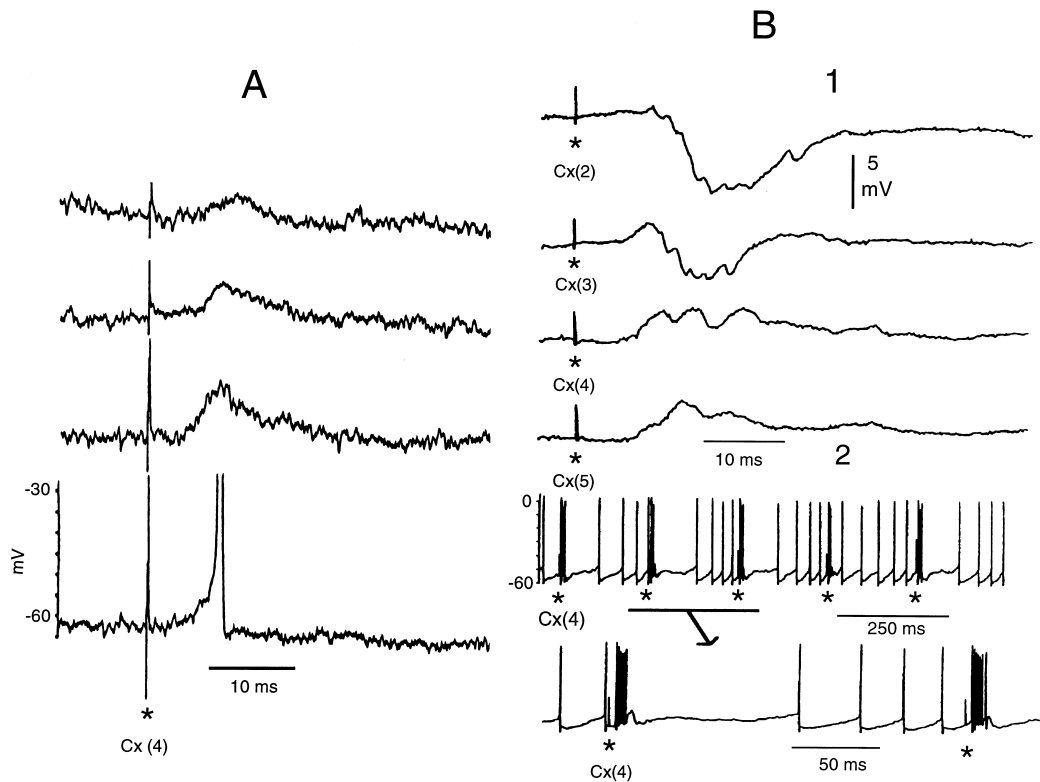 A
B
1
*
Cx(2)
5
mV
*
Cx(3)
*
Cx(4)
*
Cx(5)
10 ms
2
-30
mV
-60
10 ms
*
Cx (4)
0
-60
* * * * *
Cx(4)
250 ms
* *
Cx(4)
50 ms